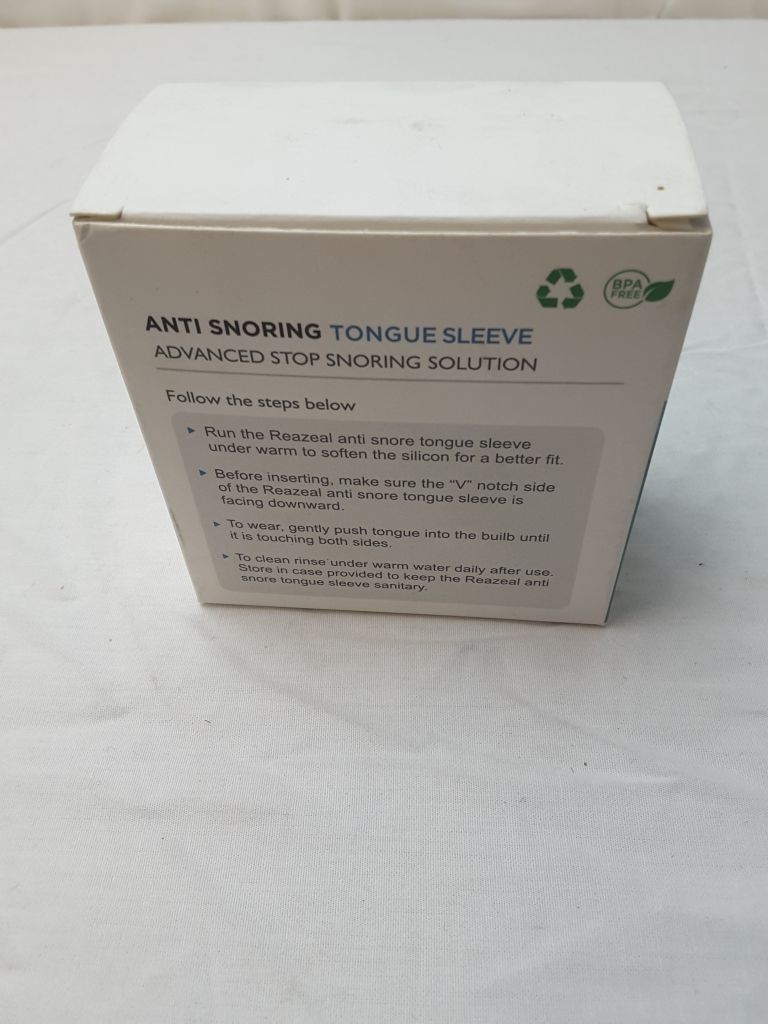 BPA
FREE
ANTI SNORING TONGUE SLEEVE
ADVANCED STOP SNORING SOLUTION
Follow the steps below
Run the Reazeal anti snore tongue sleeve
under warm to soften the silicon for a better fit.
Before inserting, make sure the “V” notch side
of the Reazeal anti snore tongue sleeve is
facing downward.
To wear, gently push tongue into the builb until
it is touching both sides.
To clean rinse under warm water daily after use.
Store in case provided to keep the Reazeal anti
snore tongue sleeve sanitary.